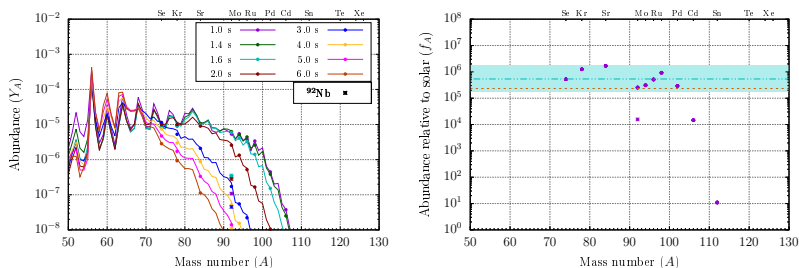 Se Kr Sr Mo Ru Pd Cd Sn Te Xe
10⁻²
10⁻³
10⁻⁴
10⁻⁵
10⁻⁶
10⁻⁷
10⁻⁸
Abundance (Y_A)
1.0 s 3.0 s
1.4 s 4.0 s
1.6 s 5.0 s
2.0 s 6.0 s
⁹²Nb
50 60 70 80 90 100 110 120 130
Mass number (A)
Se Kr Sr Mo Ru Pd Cd Sn Te Xe
10⁸
10⁷
10⁶
10⁵
10⁴
10³
10²
10¹
10⁰
Abundance relative to solar (f_A)
50 60 70 80 90 100 110 120 130
Mass number (A)